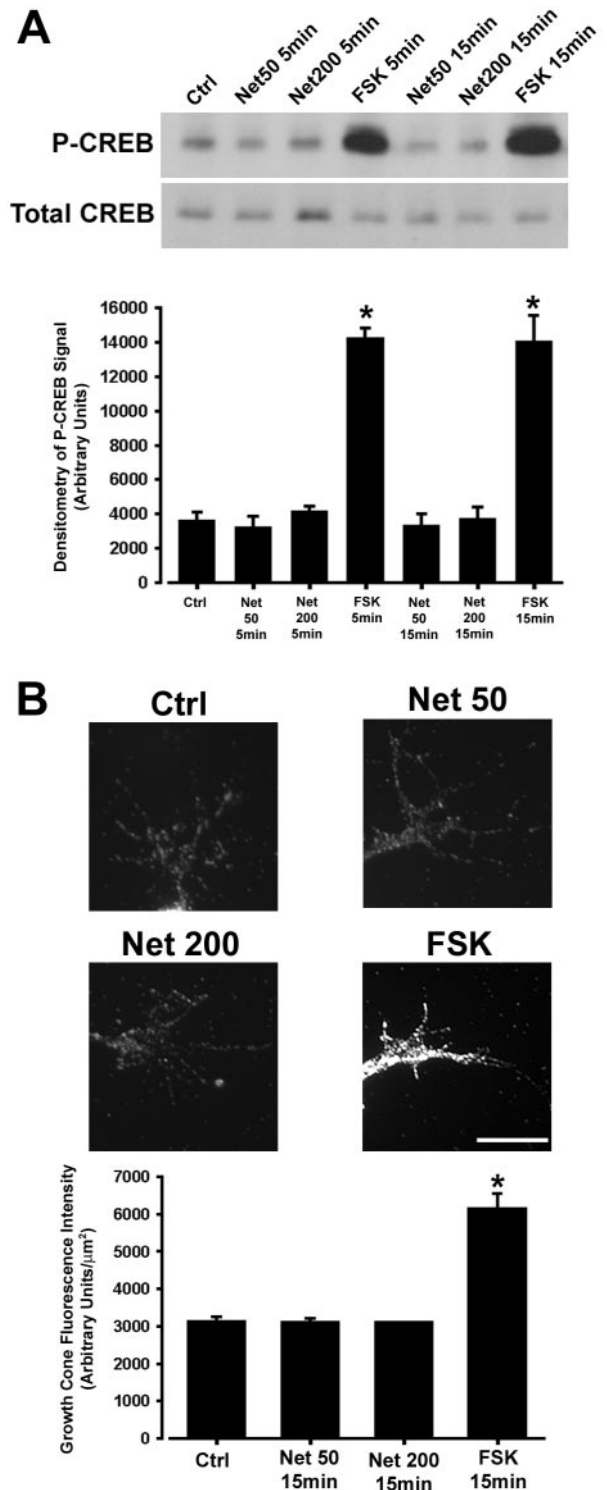 A
Ctrl
Net50 5min
Net200 5min
FSK 5min
Net50 15min
Net200 15min
FSK 15min
P-CREB
Total CREB
Densitometry of P-CREB Signal
(Arbitrary Units)
16000
14000
12000
10000
8000
6000
4000
2000
0
*
*
Ctrl
Net
50
5min
Net
200
5min
FSK
5min
Net
50
15min
Net
200
15min
FSK
15min
B
Ctrl
Net 50
Net 200
FSK
Growth Cone Fluorescence Intensity
(Arbitrary Units/μm²)
7000
6000
5000
4000
3000
2000
1000
0
*
Ctrl
Net 50
15min
Net 200
15min
FSK
15min